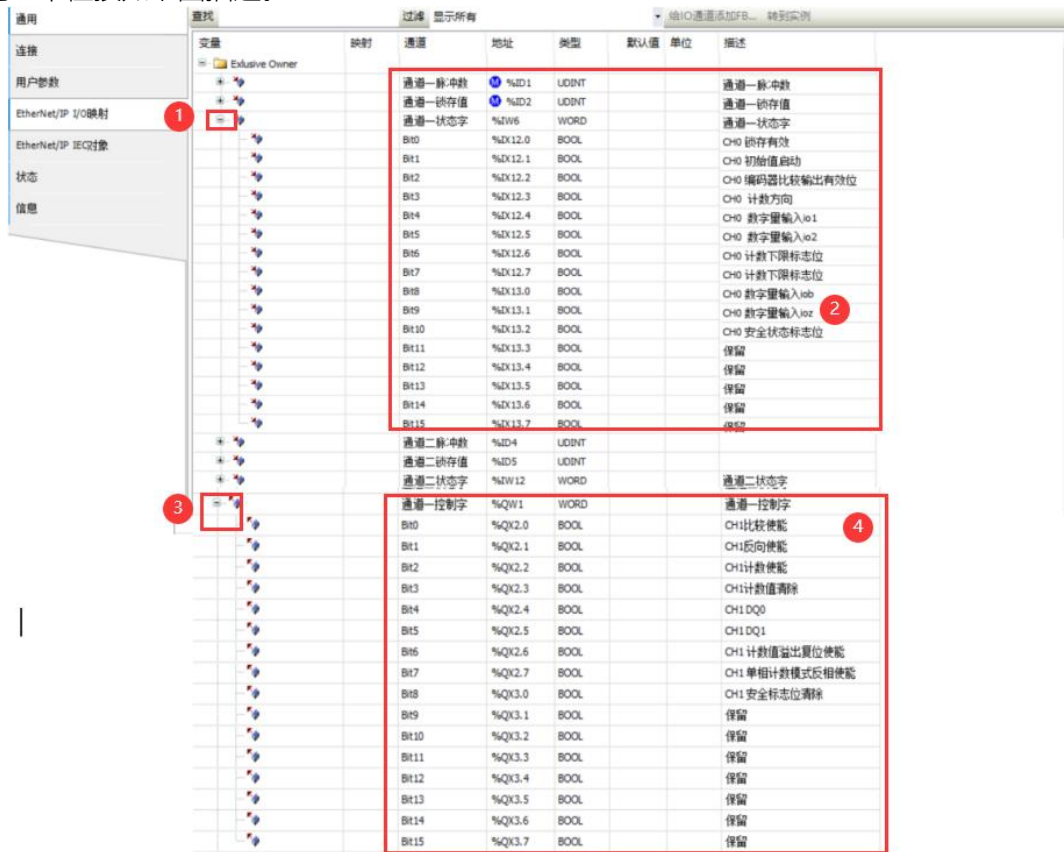 通用
连接
用户参数
EtherNet/IP I/O映射
EtherNet/IP IEC对象
状态
信息
查找 过滤 显示所有 给IO通道添加FB... 转到实例
变量 映射 通道 地址 类型 默认值 单位 描述
Exlusive Owner
通道一脉冲数 %ID1 UDINT 通道一脉冲数
通道一锁存值 %ID2 UDINT 通道一锁存值
1 通道一状态字 %IW6 WORD 通道一状态字
Bit0 %IX12.0 BOOL CH0 锁存有效
Bit1 %IX12.1 BOOL CH0 初始值启动
Bit2 %IX12.2 BOOL CH0 编码器比较输出有效位
Bit3 %IX12.3 BOOL CH0 计数方向
Bit4 %IX12.4 BOOL CH0 数字量输入io1
Bit5 %IX12.5 BOOL CH0 数字量输入io2
Bit6 %IX12.6 BOOL CH0 计数下限标志位
Bit7 %IX12.7 BOOL CH0 计数下限标志位
Bit8 %IX13.0 BOOL CH0 数字量输入iob
Bit9 %IX13.1 BOOL CH0 数字量输入ioz 2
Bit10 %IX13.2 BOOL CH0 安全状态标志位
Bit11 %IX13.3 BOOL 保留
Bit12 %IX13.4 BOOL 保留
Bit13 %IX13.5 BOOL 保留
Bit14 %IX13.6 BOOL 保留
Bit15 %IX13.7 BOOL 保留
通道二脉冲数 %ID4 UDINT
通道二锁存值 %ID5 UDINT
通道二状态字 %IW12 WORD 通道二状态字
3 通道一控制字 %QW1 WORD 通道一控制字
Bit0 %QX2.0 BOOL CH1比较使能 4
Bit1 %QX2.1 BOOL CH1反向使能
Bit2 %QX2.2 BOOL CH1计数使能
Bit3 %QX2.3 BOOL CH1计数值清除
Bit4 %QX2.4 BOOL CH1 DQ0
Bit5 %QX2.5 BOOL CH1 DQ1
Bit6 %QX2.6 BOOL CH1 计数值溢出复位使能
Bit7 %QX2.7 BOOL CH1 单相计数模式反相使能
Bit8 %QX3.0 BOOL CH1 安全标志位清除
Bit9 %QX3.1 BOOL 保留
Bit10 %QX3.2 BOOL 保留
Bit11 %QX3.3 BOOL 保留
Bit12 %QX3.4 BOOL 保留
Bit13 %QX3.5 BOOL 保留
Bit14 %QX3.6 BOOL 保留
Bit15 %QX3.7 BOOL 保留